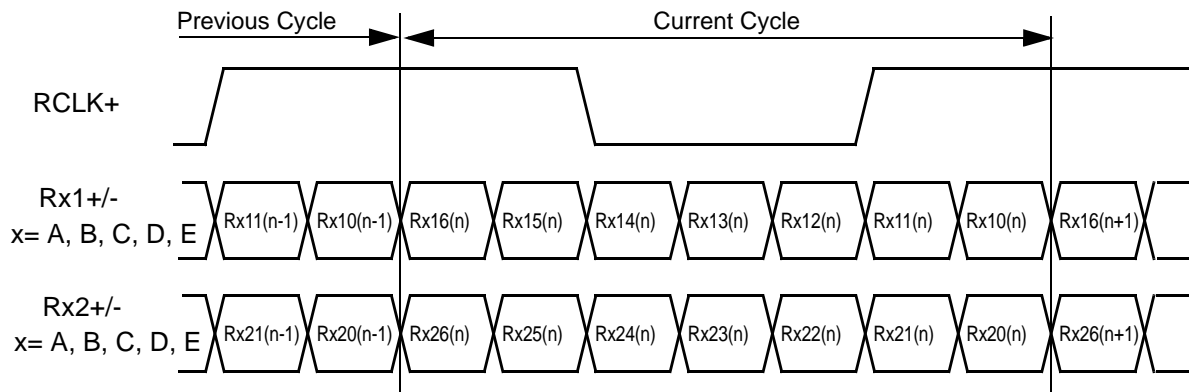 Previous Cycle Current Cycle
RCLK+
Rx1+/-
x= A, B, C, D, E
Rx11(n-1) Rx10(n-1) Rx16(n) Rx15(n) Rx14(n) Rx13(n) Rx12(n) Rx11(n) Rx10(n) Rx16(n+1)
Rx2+/-
x= A, B, C, D, E
Rx21(n-1) Rx20(n-1) Rx26(n) Rx25(n) Rx24(n) Rx23(n) Rx22(n) Rx21(n) Rx20(n) Rx26(n+1)